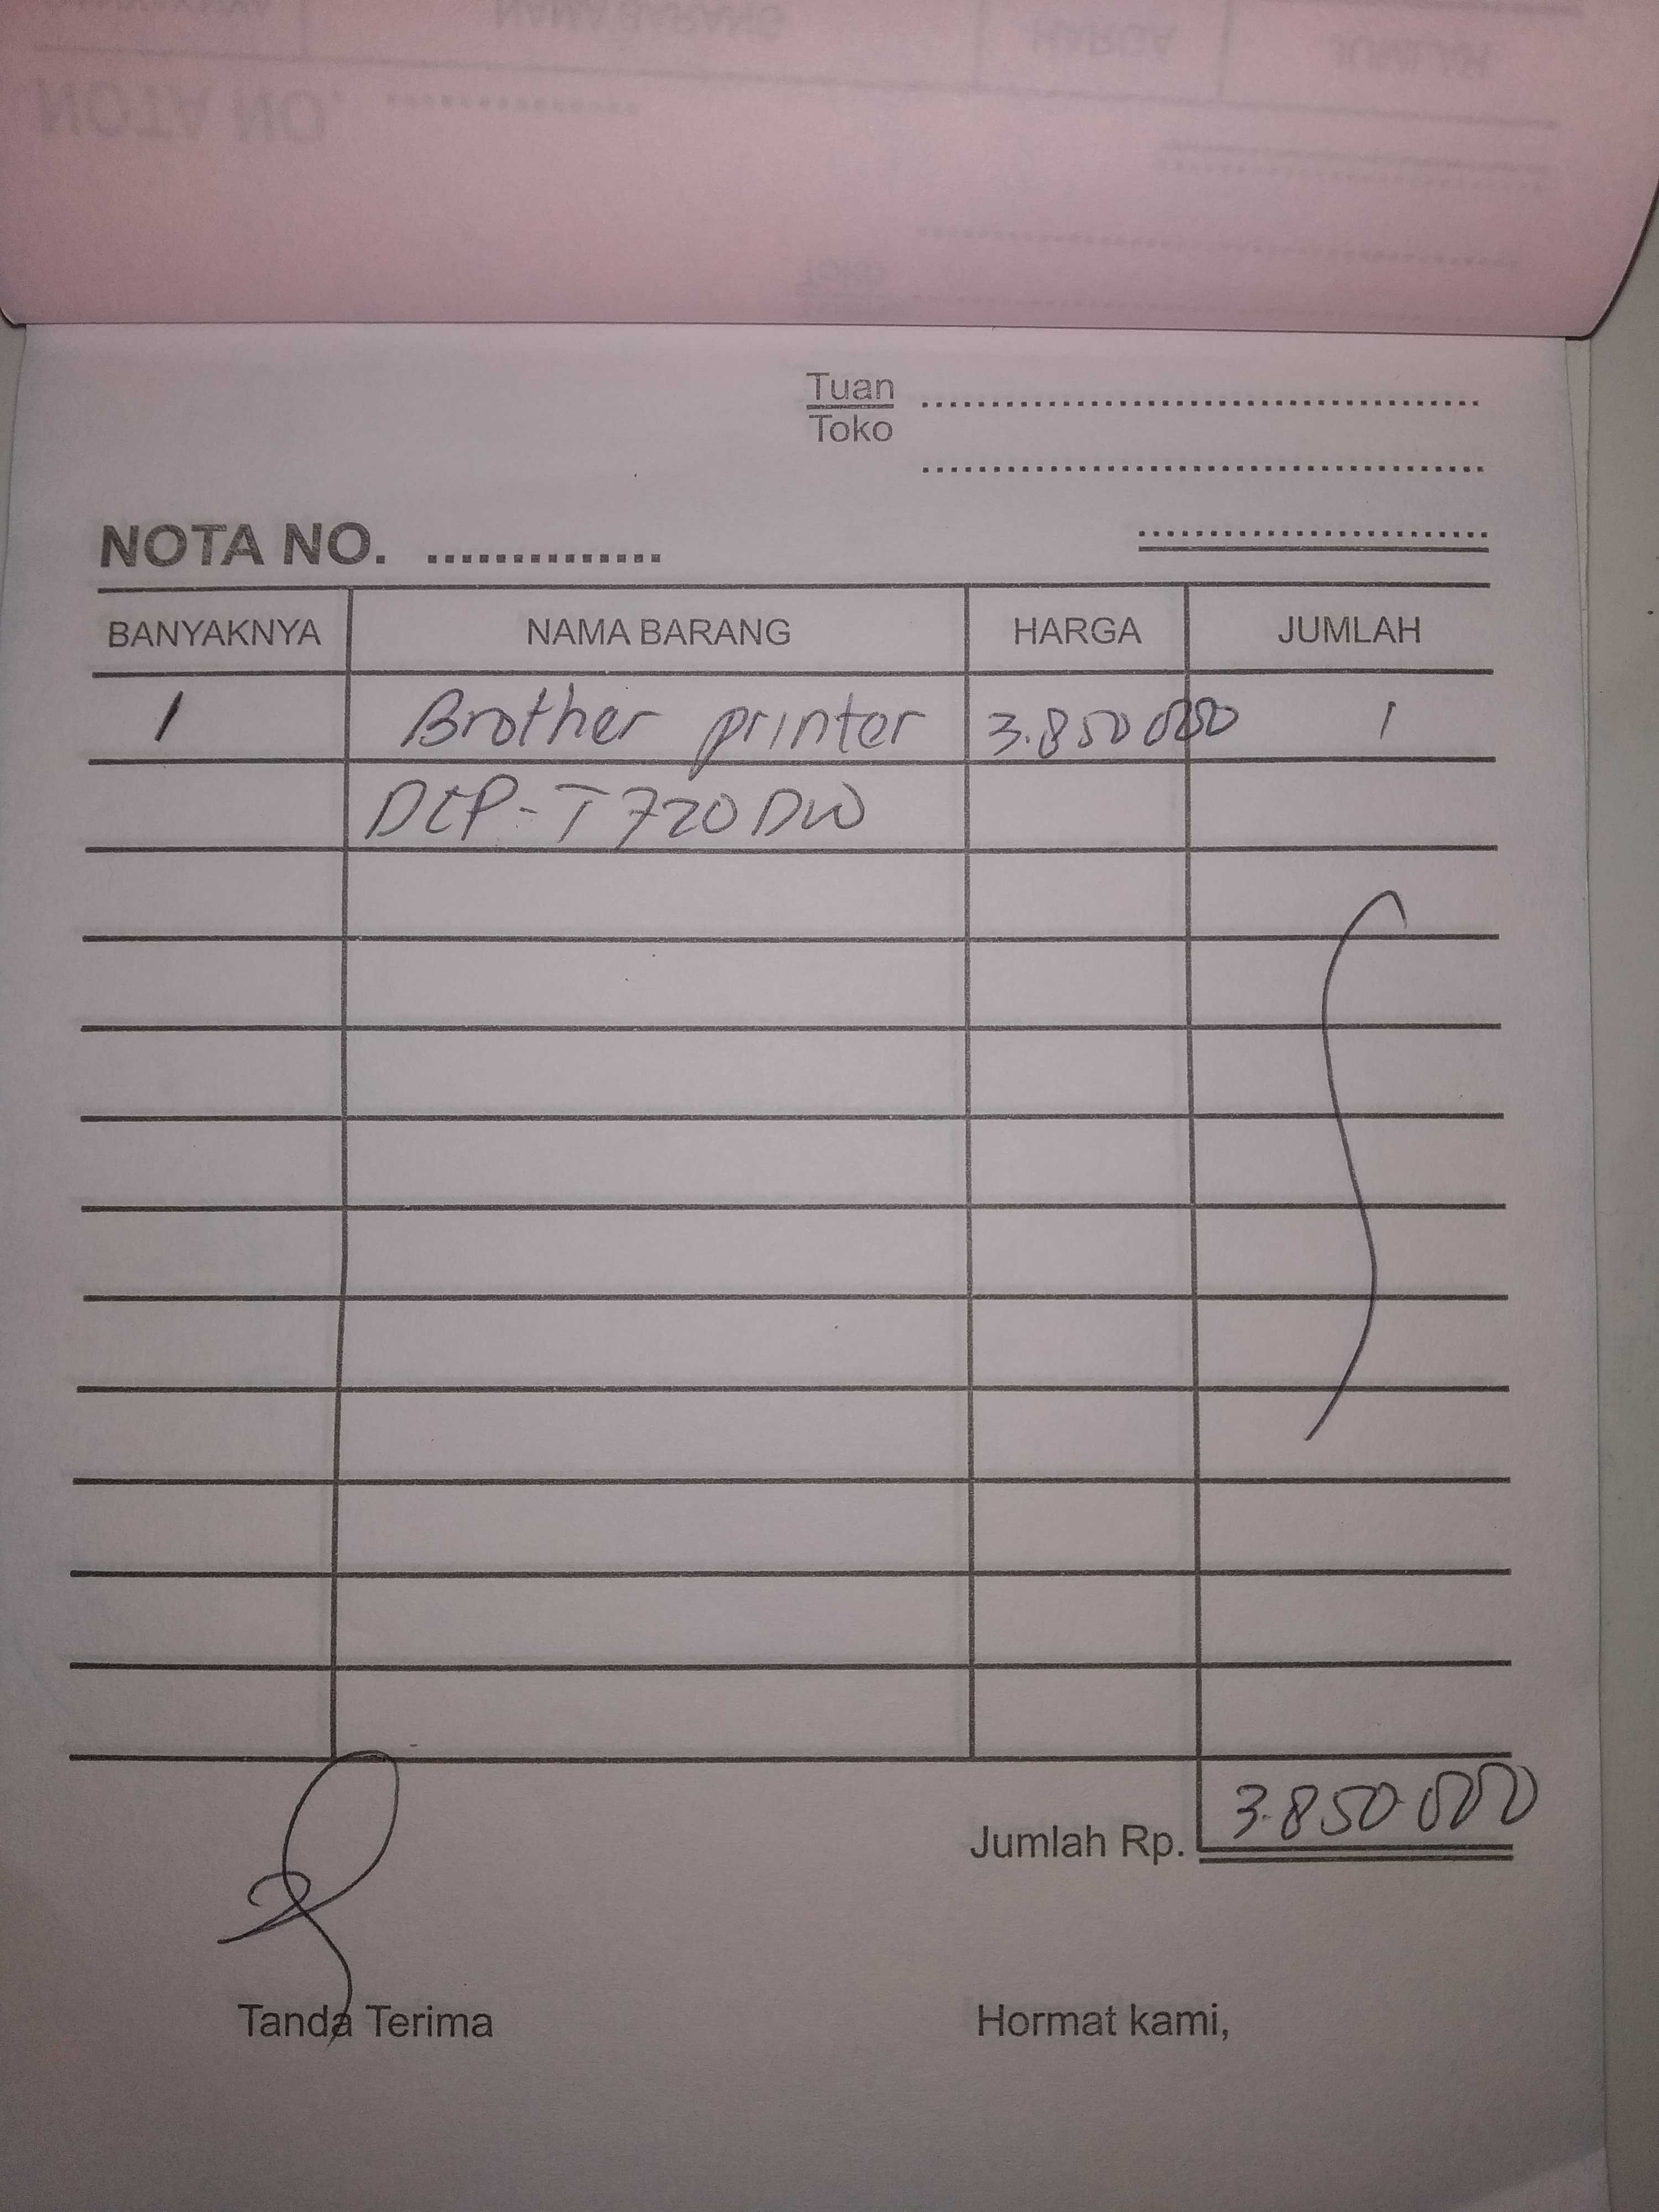 Tuan
Toko
NOTA NO. ..............
BANYAKNYA NAMA BARANG HARGA JUMLAH
1 Brother printer 3.850 000 1
DCP-T720DW
Jumlah Rp. 3.850.000
Tanda Terima Hormat kami,